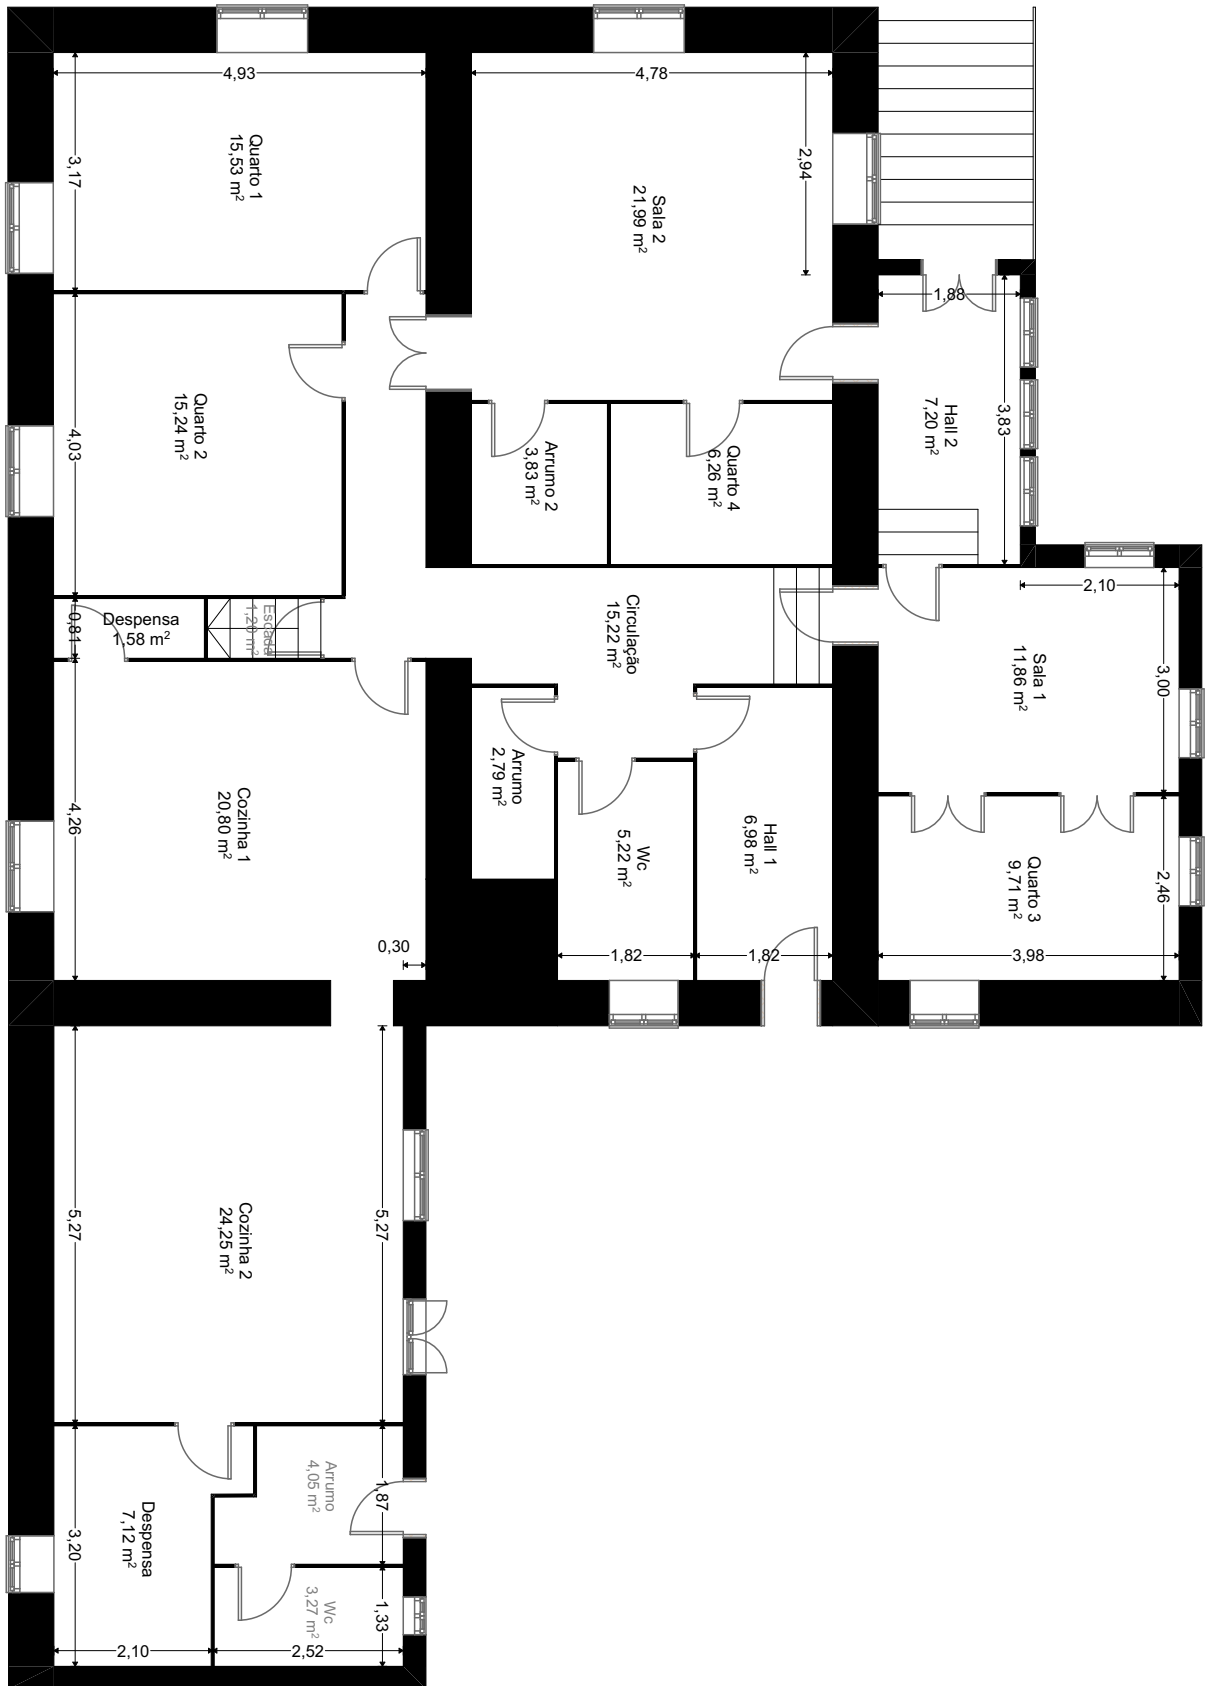 4,93
4,78
3,17
Quarto 1
15,53 m²
Sala 2
21,99 m²
2,94
1,88
Quarto 2
15,24 m²
4,03
Arrumo 2
3,83 m²
Quarto 4
6,26 m²
Hall 2
7,20 m²
3,83
0,81
Despensa
1,58 m²
Escada
1,20 m²
Circulação
15,22 m²
2,10
Sala 1
11,86 m²
3,00
4,26
Cozinha 1
20,80 m²
Arrumo
2,79 m²
Wc
5,22 m²
Hall 1
6,98 m²
Quarto 3
9,71 m²
2,46
0,30
1,82
1,82
3,98
5,27
Cozinha 2
24,25 m²
5,27
Arrumo
4,05 m²
1,87
3,20
Despensa
7,12 m²
Wc
3,27 m²
1,33
2,10
2,52